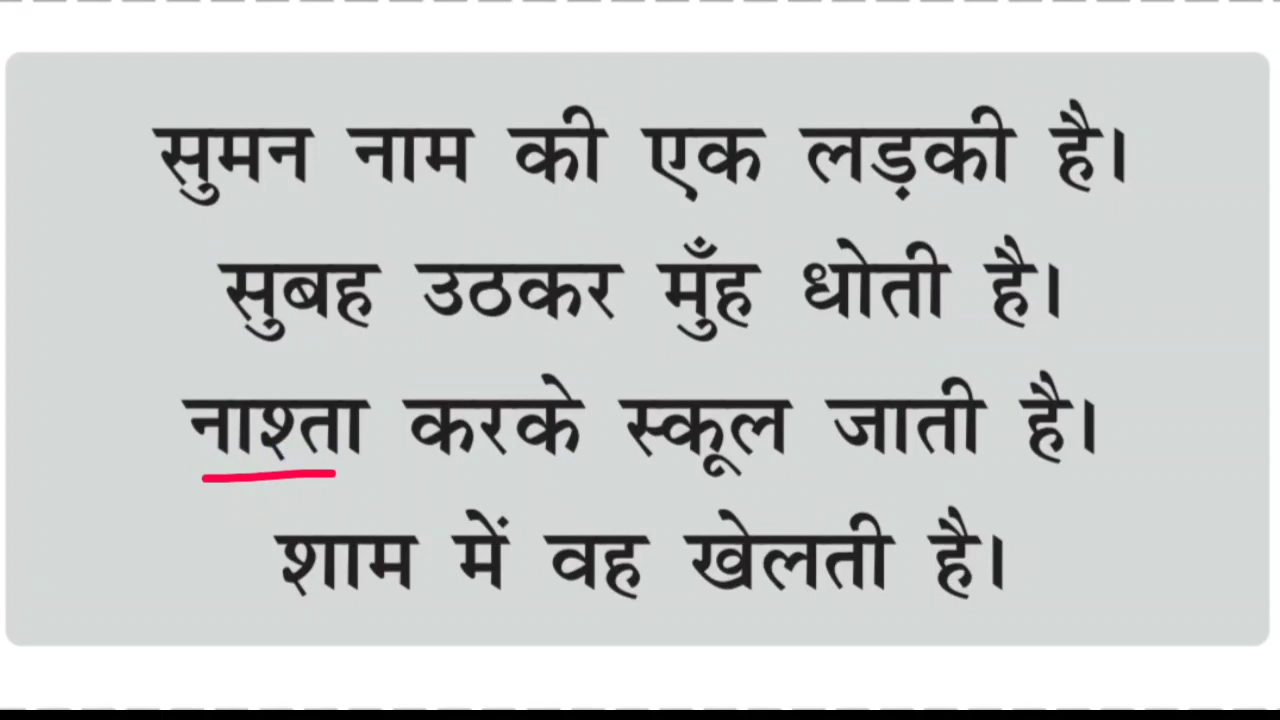 सुमन नाम की एक लड़की है।
सुबह उठकर मुँह धोती है।
नाश्ता करके स्कूल जाती है।
शाम में वह खेलती है।